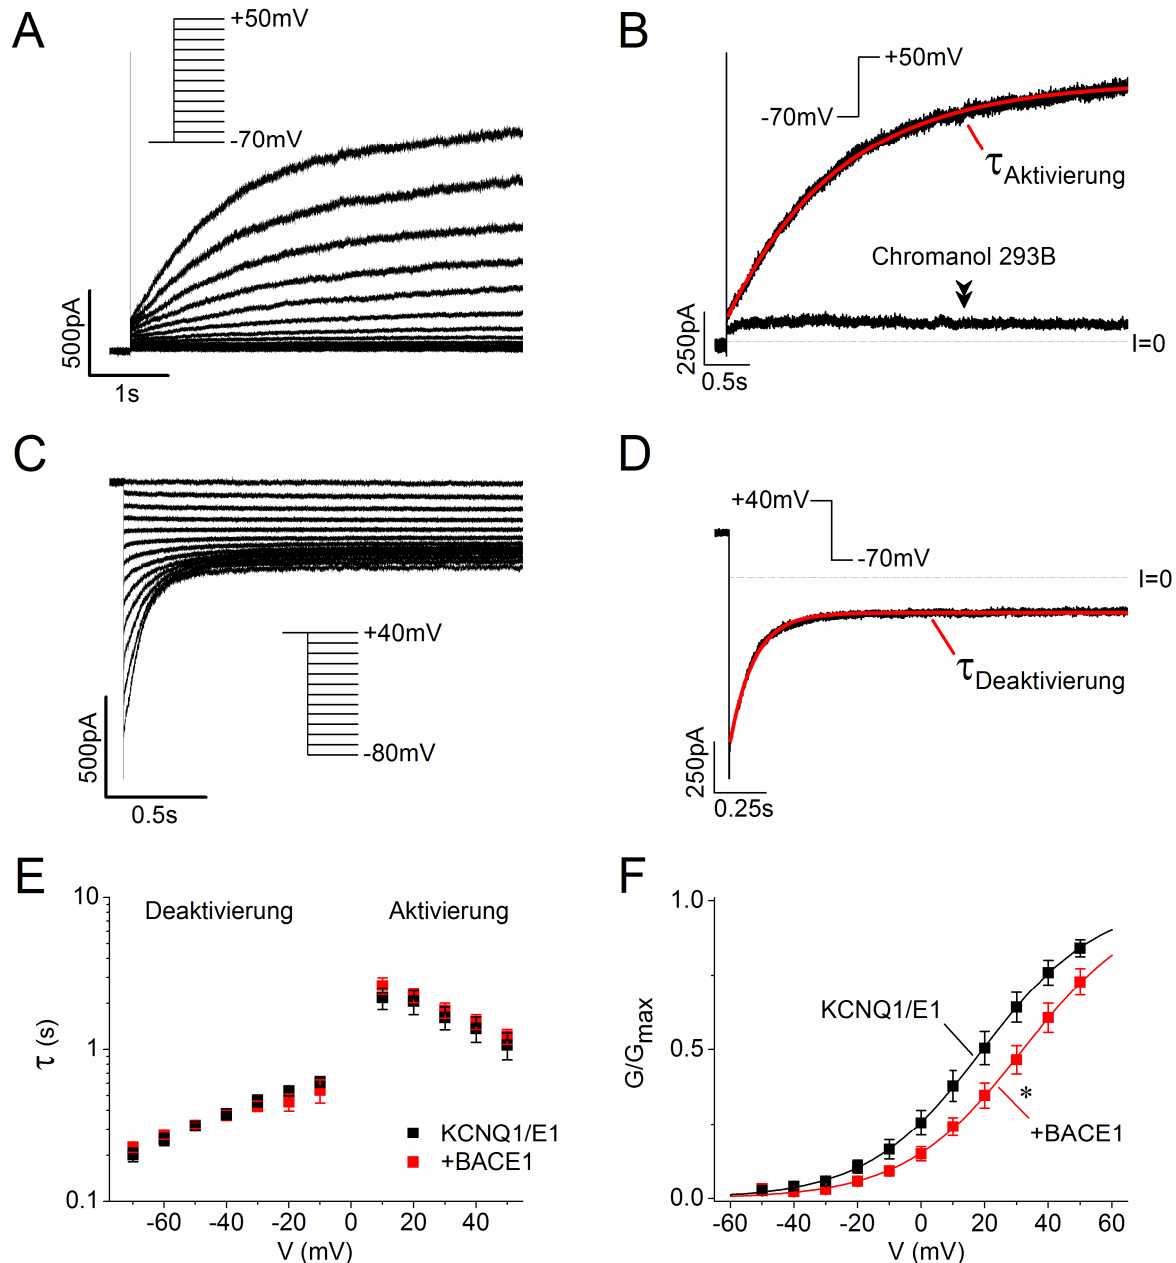 A
+50mV
-70mV
500pA
1s
B
+50mV
-70mV
τAktivierung
Chromanol 293B
I=0
250pA
0.5s
C
+40mV
-80mV
500pA
0.5s
D
+40mV
-70mV
I=0
τDeaktivierung
250pA
0.25s
E
10
1
0.1
τ (s)
Deaktivierung
Aktivierung
KCNQ1/E1
+BACE1
-60 -40 -20 0 20 40
V (mV)
F
1.0
0.5
0.0
G/Gmax
KCNQ1/E1
*
+BACE1
-60 -40 -20 0 20 40 60
V (mV)